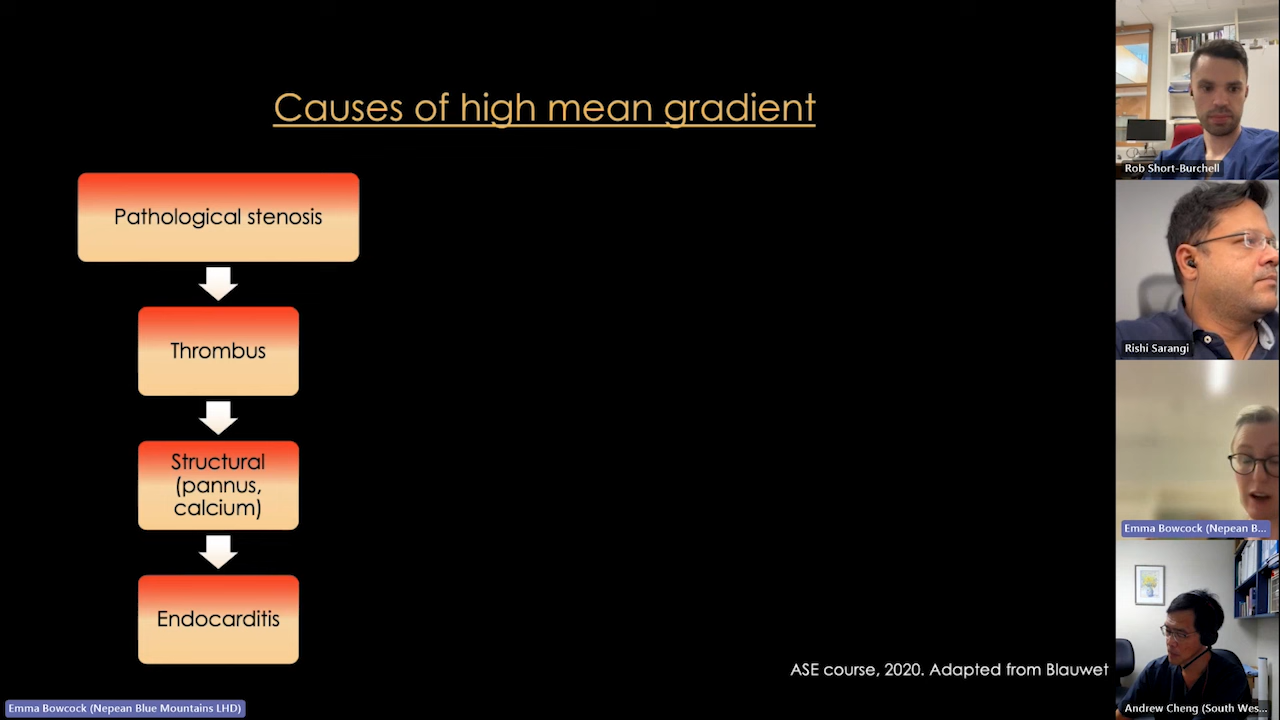 Causes of high mean gradient
Pathological stenosis
Thrombus
Structural
(pannus,
calcium)
Endocarditis
ASE course, 2020. Adapted from Blauwet
Emma Bowcock (Nepean Blue Mountains LHD)
Rob Short-Burchell
Rishi Sarangi
Emma Bowcock (Nepean B...
Andrew Cheng (South Wes...